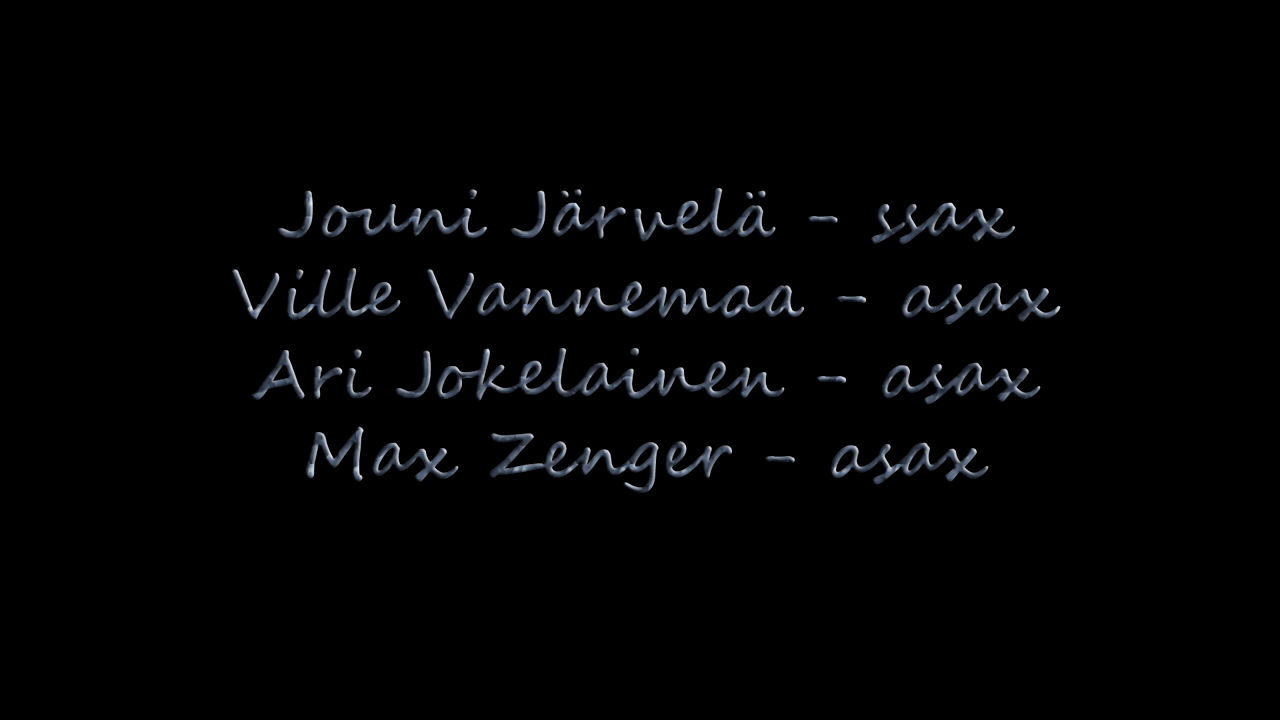 Jouni Järvelä - ssax
Ville Vannemaa - asax
Ari Jokelainen - asax
Max Zenger - asax